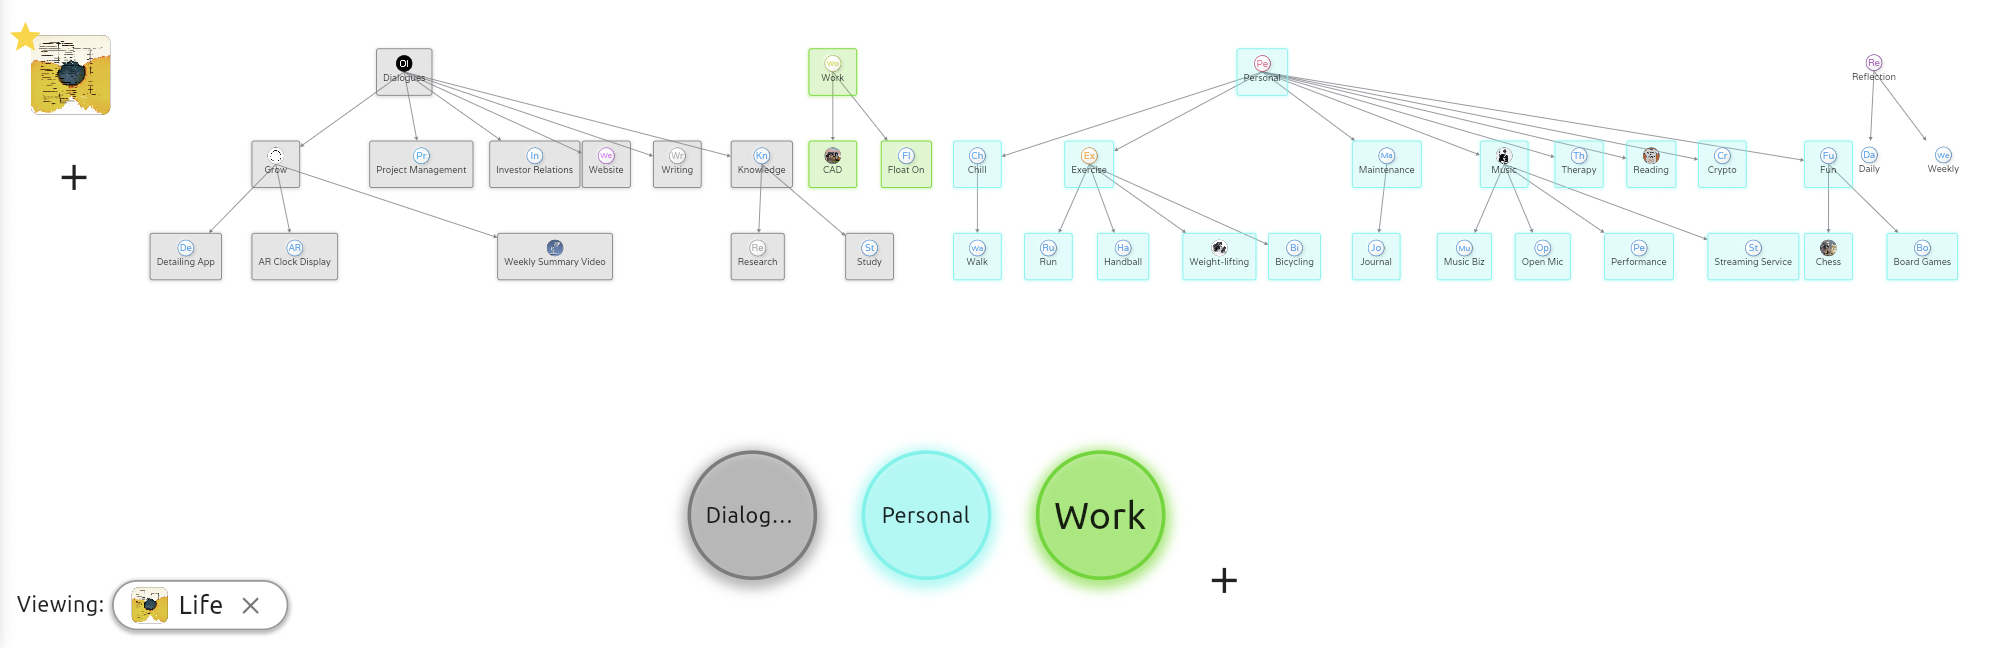 DI
Dialogues
Wo
Work
Pe
Personal
Re
Reflection
Grow
Pr
Project Management
In
Investor Relations
We
Website
Wr
Writing
Kn
Knowledge
CAD
Fl
Float On
Ch
Chill
Ex
Exercise
Ma
Maintenance
Music
Th
Therapy
Reading
Cr
Crypto
Fu
Fun
Da
Daily
We
Weekly
De
Detailing App
AR
AR Clock Display
Weekly Summary Video
Re
Research
St
Study
Wa
Walk
Ru
Run
Ha
Handball
Weight-lifting
Bi
Bicycling
Jo
Journal
Mu
Music Biz
Op
Open Mic
Pe
Performance
St
Streaming Service
Chess
Bo
Board Games
Dialog...
Personal
Work
Viewing: Life